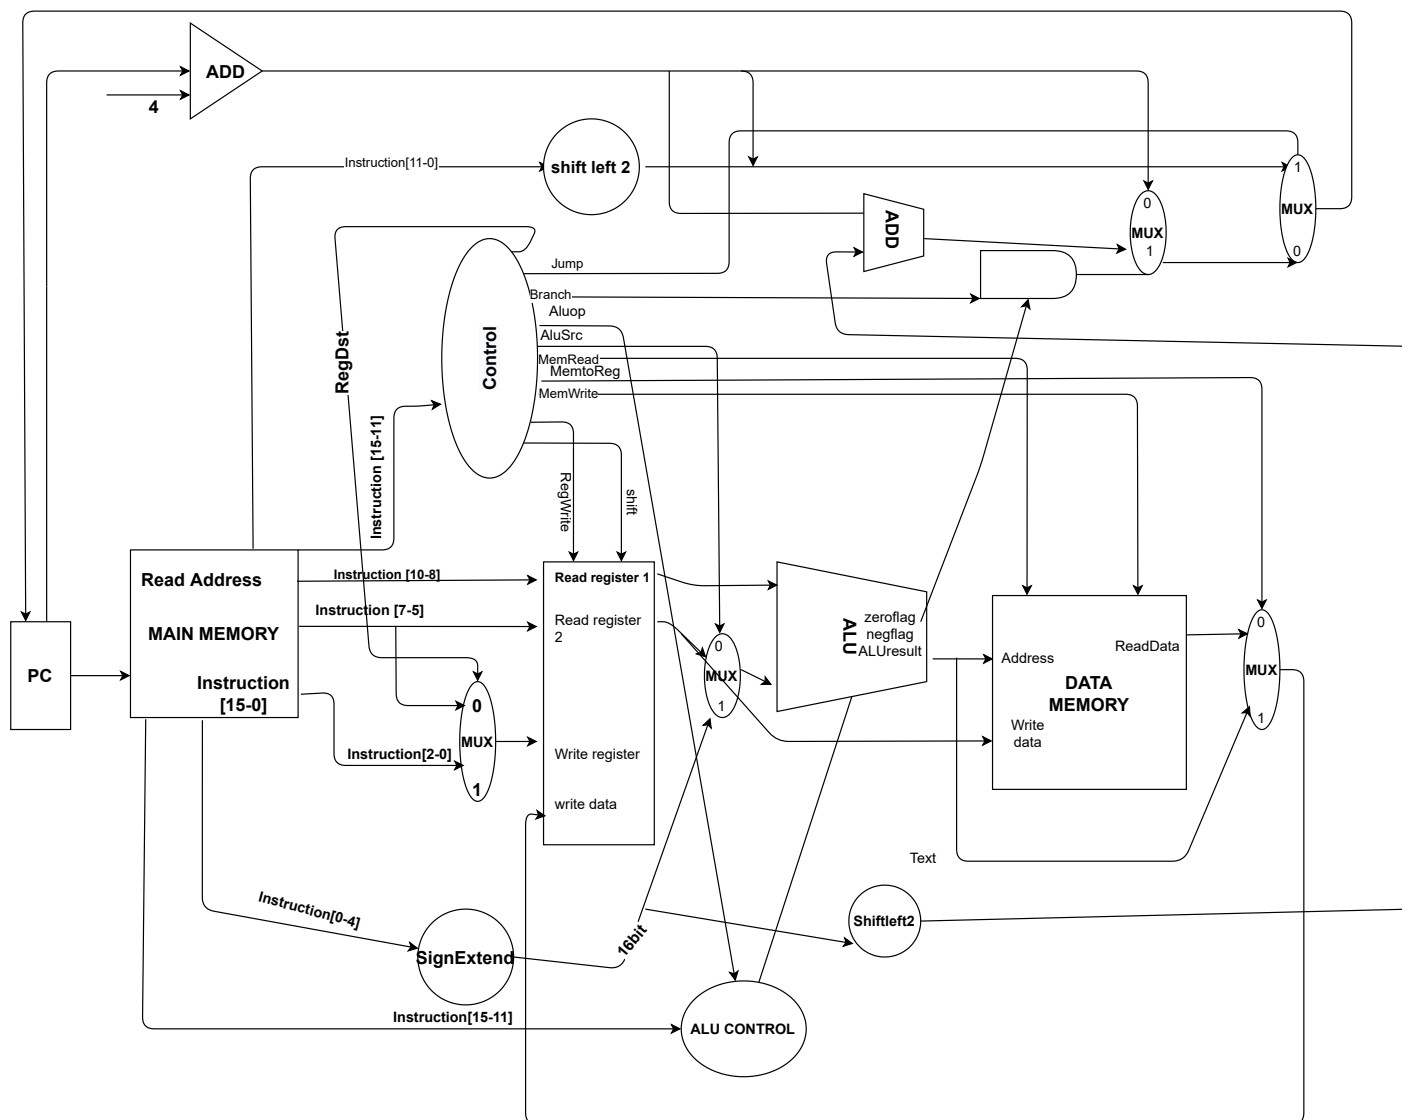 ADD
4
Instruction[11-0]
shift left 2
1
MUX
0
0
MUX
1
ADD
Jump
Branch
Aluop
AluSrc
MemRead
MemtoReg
MemWrite
Control
RegDst
Instruction [15-11]
RegWrite
shift
Read Address
MAIN MEMORY
Instruction
[15-0]
PC
Instruction [10-8]
Instruction [7-5]
Instruction[2-0]
0
MUX
1
Read register 1
Read register
2
Write register
write data
0
MUX
1
ALU
zeroflag
negflag
ALUresult
Address
ReadData
DATA
MEMORY
Write
data
0
MUX
1
Text
Instruction[0-4]
SignExtend
16bit
Shiftleft2
Instruction[15-11]
ALU CONTROL